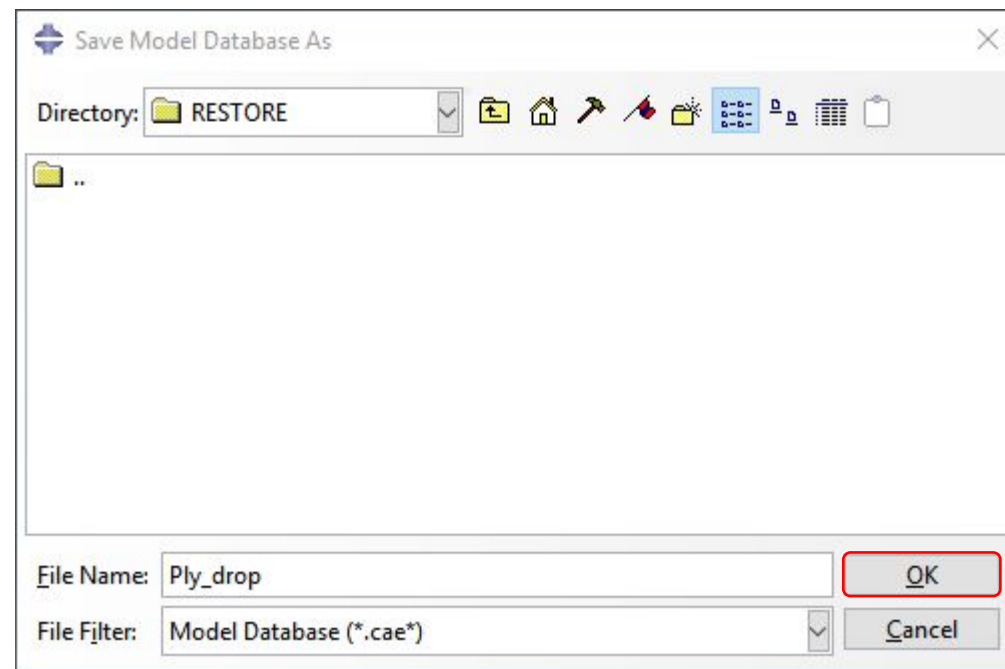 Save Model Database As
Directory: RESTORE
..
File Name: Ply_drop
OK
File Filter: Model Database (*.cae*)
Cancel